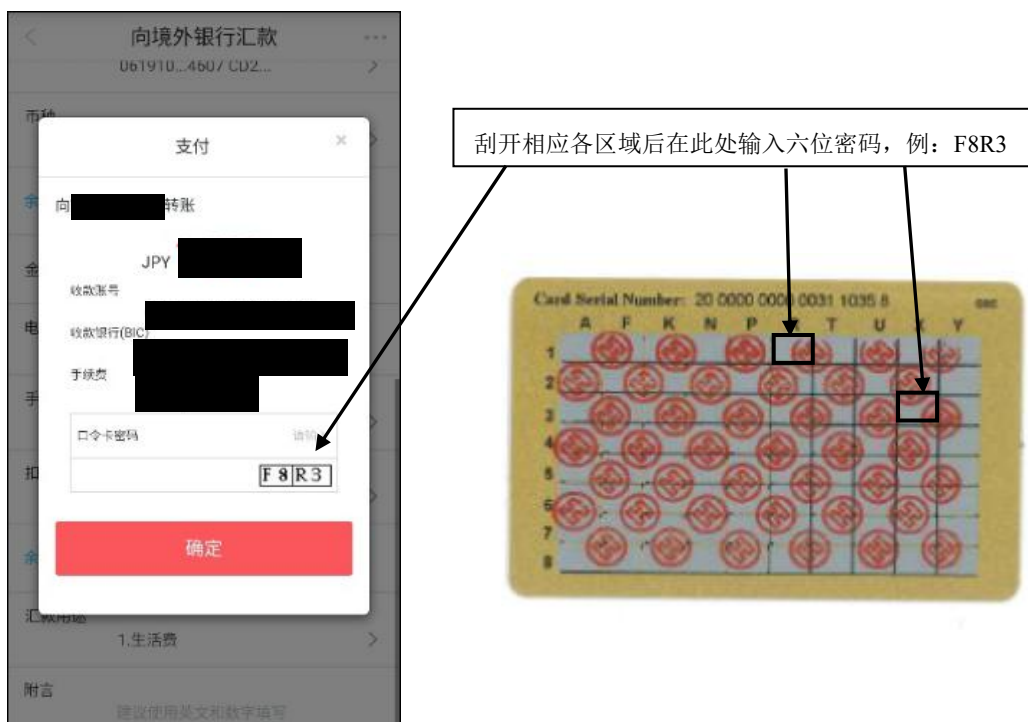 向境外银行汇款
061910...4607 CD2...
币种
支付
向
转账
JPY
收款账号
收款银行(BIC)
手续费
口令卡密码
F 8 R 3
确定
汇款用途
1.生活费
附言
建议使用英文和数字填写
刮开相应各区域后在此处输入六位密码，例：F8R3
Card Serial Number: 20 0000 0000 0031 1035 8
A F K N P R T U X Y
1
2
3
4
5
6
7
8